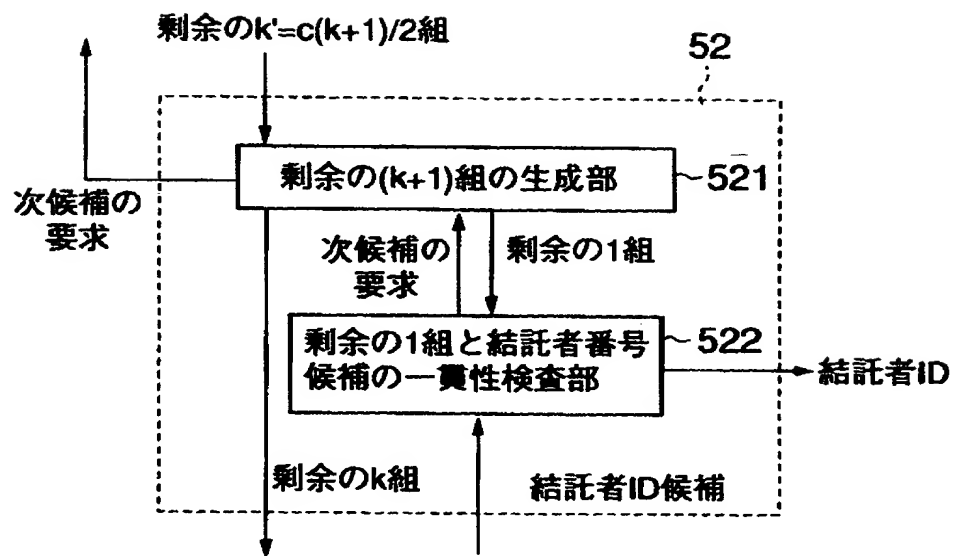 剰余のk'=c(k+1)/2組
52
剰余の(k+1)組の生成部
521
次候補の
要求
次候補の
要求
剰余の1組
剰余の1組と結託者番号
候補の一貫性検査部
522
結託者ID
剰余のk組
結託者ID候補